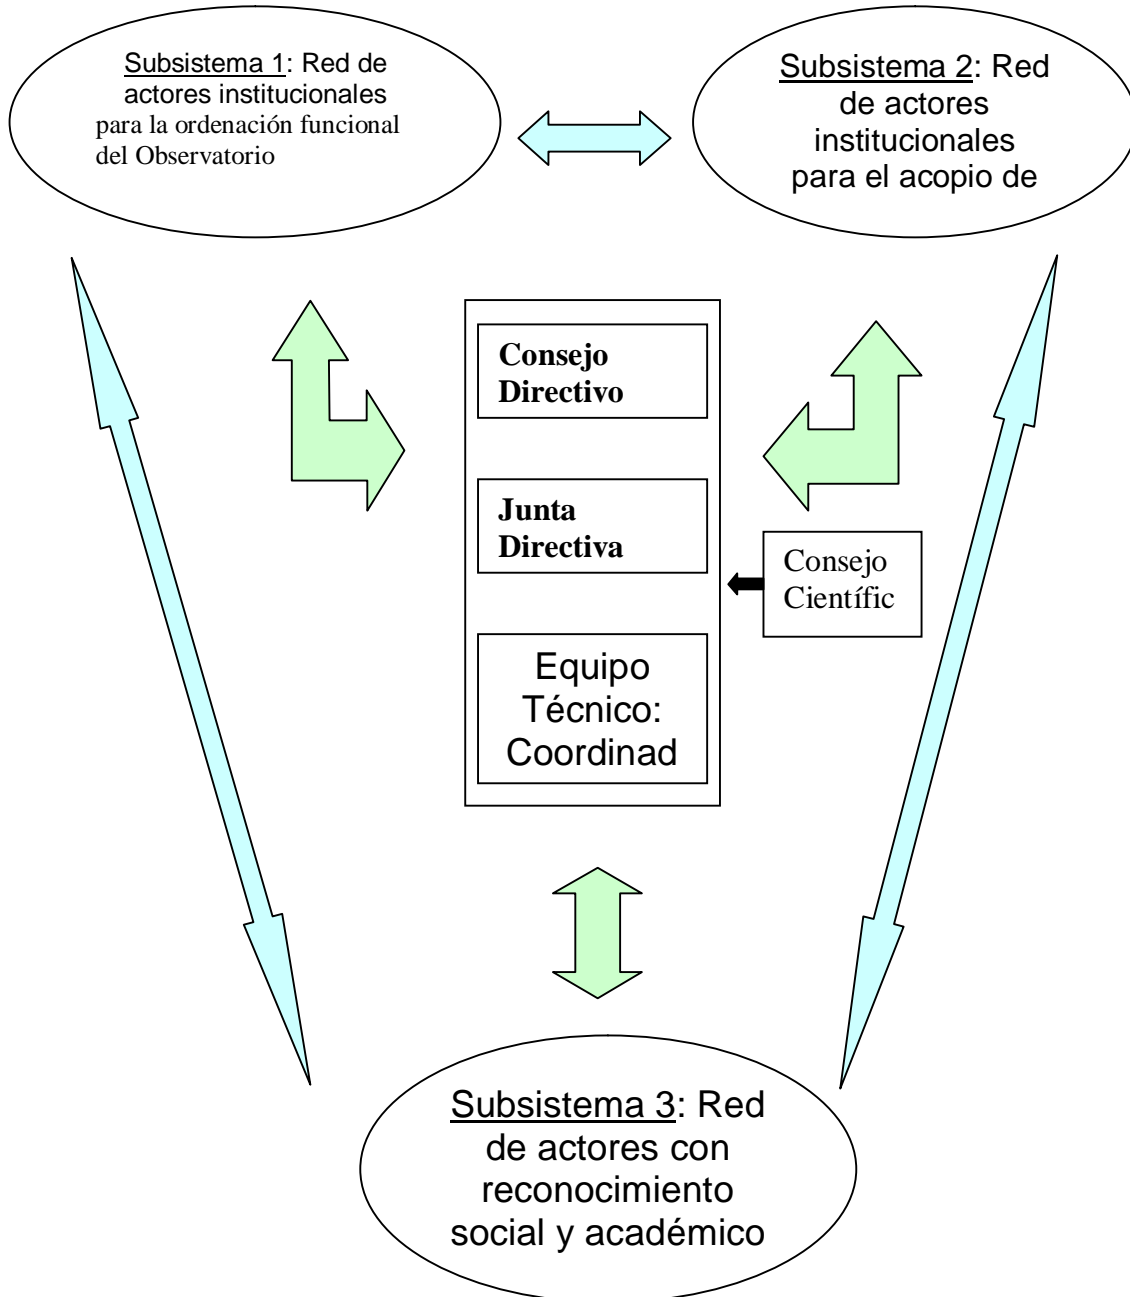 Subsistema 1: Red de
actores institucionales
para la ordenación funcional
del Observatorio
Subsistema 2: Red
de actores
institucionales
para el acopio de
Consejo
Directivo
Junta
Directiva
Consejo
Científic
Equipo
Técnico:
Coordinad
Subsistema 3: Red
de actores con
reconocimiento
social y académico